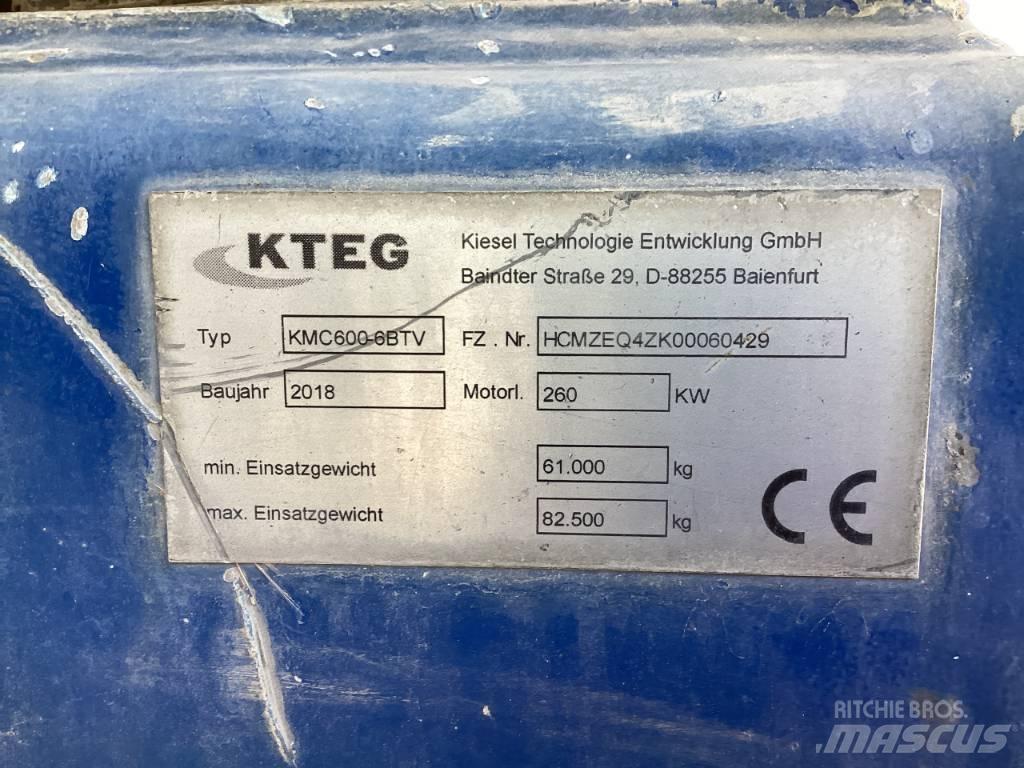 KTEG
Kiesel Technologie Entwicklung GmbH
Baindter Straße 29, D-88255 Baienfurt
Typ KMC600-6BTV FZ . Nr. HCMZEQ4ZK00060429
Baujahr 2018 Motorl. 260 KW
min. Einsatzgewicht 61.000 kg
max. Einsatzgewicht 82.500 kg
CE
RITCHIE BROS.
MASCUS